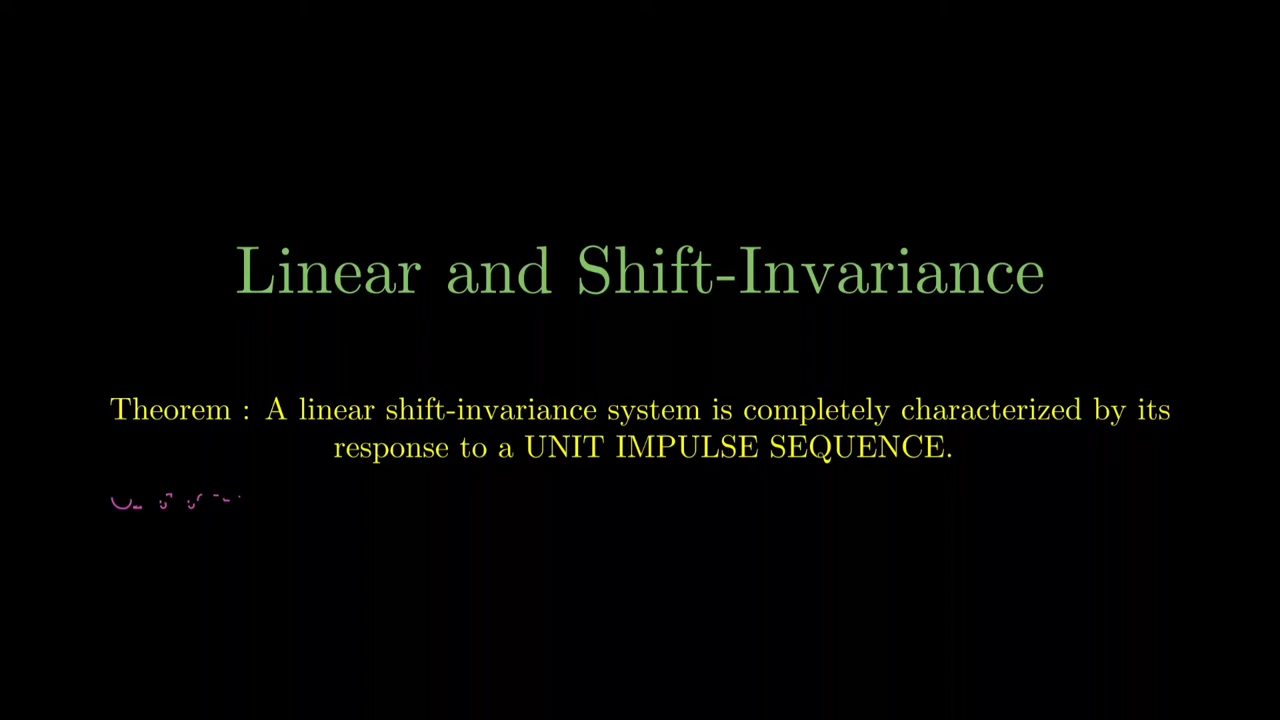 Linear and Shift-Invariance
Theorem : A linear shift-invariance system is completely characterized by its
response to a UNIT IMPULSE SEQUENCE.